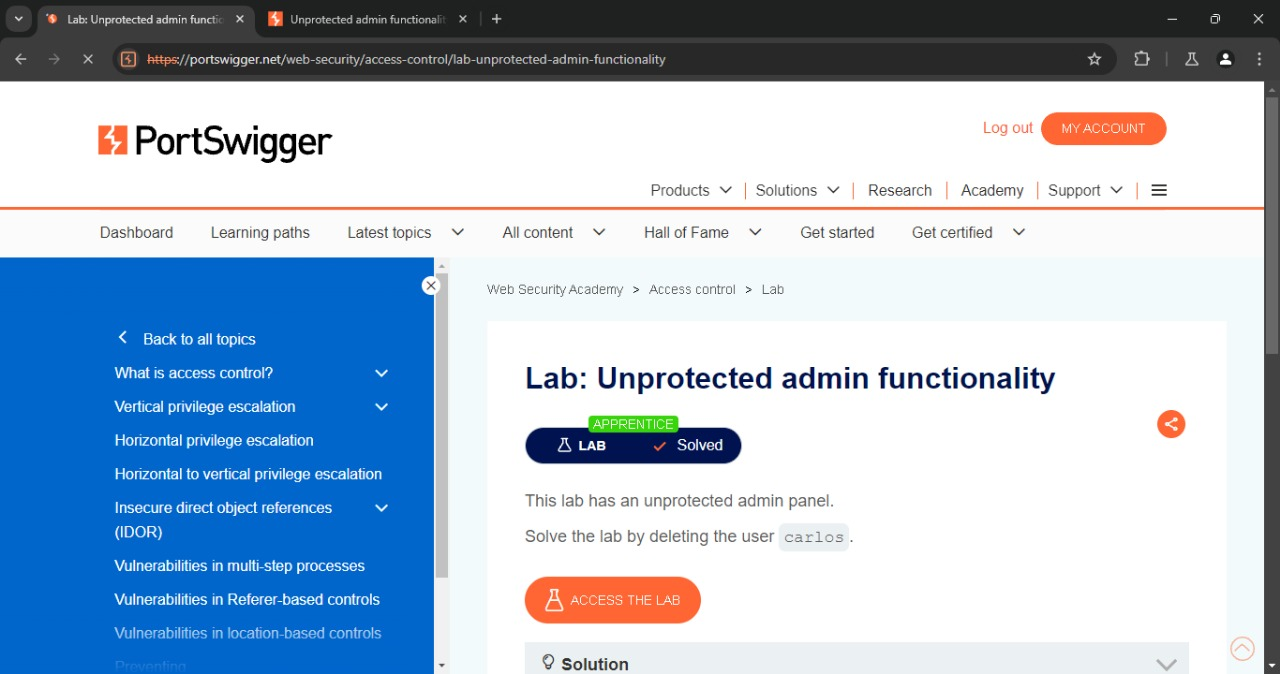 Lab: Unprotected admin functio
Unprotected admin functionali
https://portswigger.net/web-security/access-control/lab-unprotected-admin-functionality
PortSwigger
Log out
MY ACCOUNT
Products
Solutions
Research
Academy
Support
Dashboard
Learning paths
Latest topics
All content
Hall of Fame
Get started
Get certified
Back to all topics
What is access control?
Vertical privilege escalation
Horizontal privilege escalation
Horizontal to vertical privilege escalation
Insecure direct object references
(IDOR)
Vulnerabilities in multi-step processes
Vulnerabilities in Referer-based controls
Vulnerabilities in location-based controls
Preventing
Web Security Academy > Access control > Lab
Lab: Unprotected admin functionality
APPRENTICE
LAB
Solved
This lab has an unprotected admin panel.
Solve the lab by deleting the user carlos.
ACCESS THE LAB
Solution